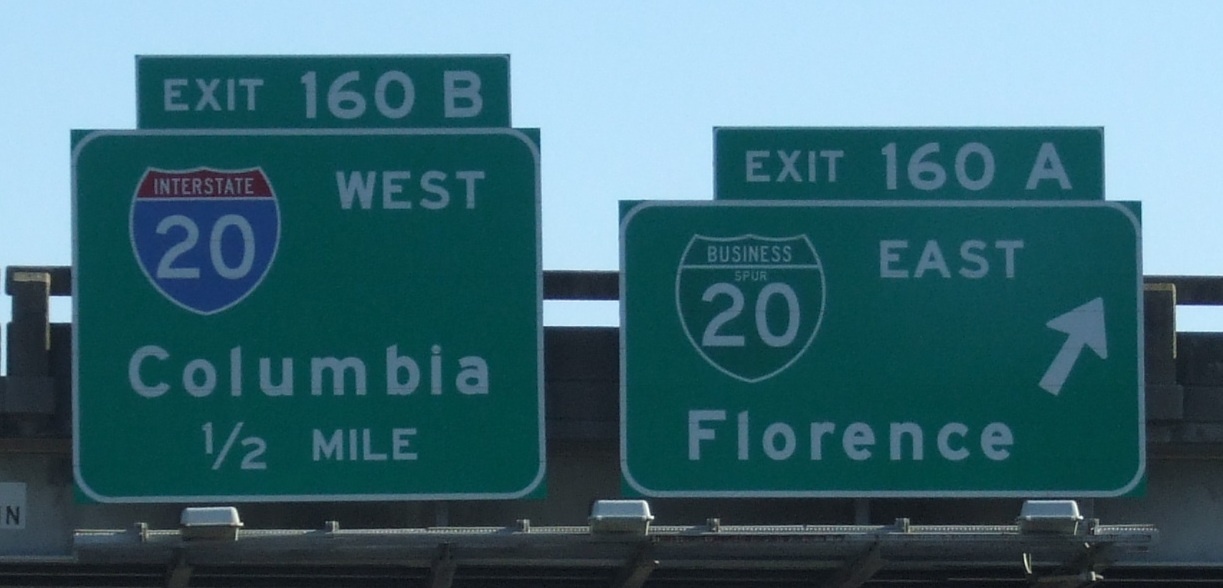 EXIT 160 B
INTERSTATE
20
WEST
Columbia
1/2 MILE
EXIT 160 A
BUSINESS
SPUR
20
EAST
Florence